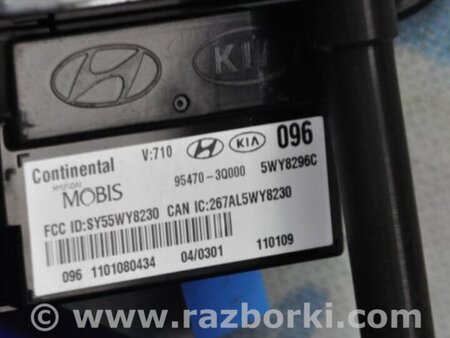 KIA
Continental V:710 KIA 096
HYUNDAI MOBIS 95470-3Q000 5WY8296C
FCC ID:SY55WY8230 CAN IC:267AL5WY8230
096 1101080434 04/0301 110109
© www.razborki.com